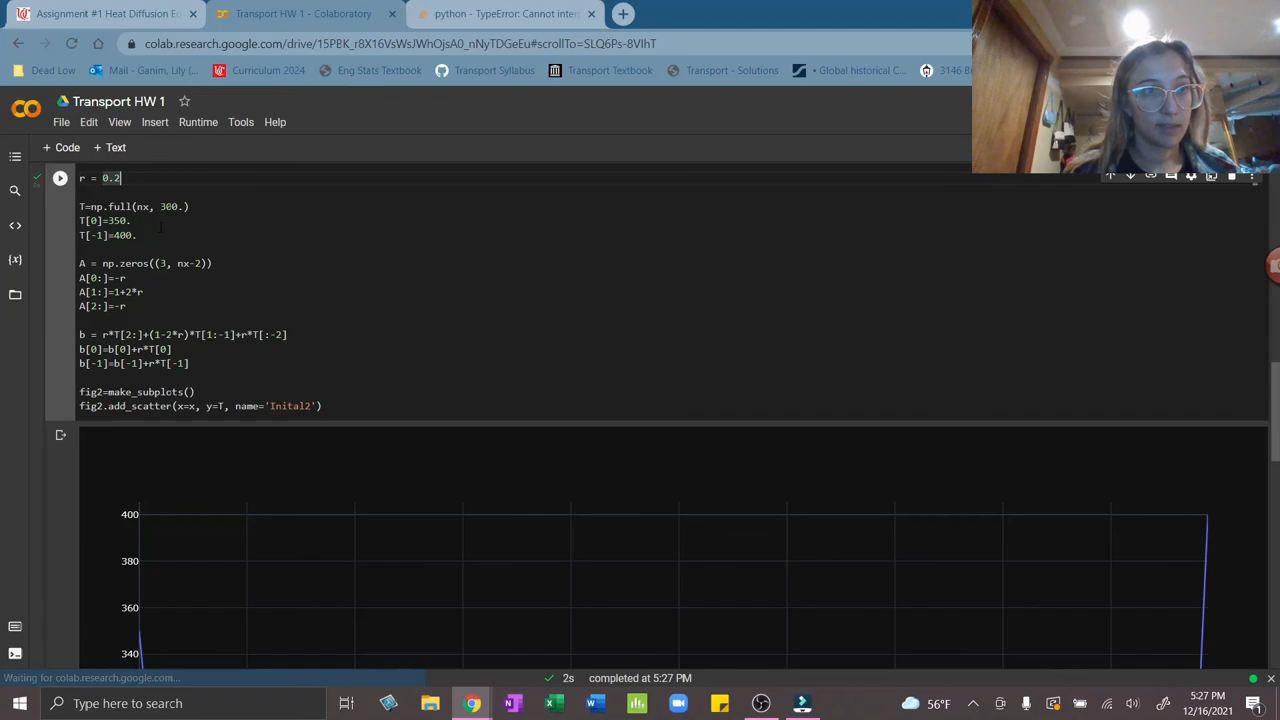 Assignment #1 Heat Diffusion Eq
Transport HW 1 - Colaboratory
python - TypeError: Cannot inter
colab.research.google.com/drive/15PBK_r8X16VsWsJWhOjsA0_nNyTDGeEu#scrollTo=SLQ6Ps-8VIhT
Dead Low
Mail - Ganim, Lily (...
Curriculum 2024
Eng Stats Textbook
Transport Syllabus
Transport Textbook
Transport - Solutions
• Global historical C...
3146 B
Transport HW 1
File Edit View Insert Runtime Tools Help
+ Code + Text
r = 0.2
T=np.full(nx, 300.)
T[0]=350.
T[-1]=400.
A = np.zeros((3, nx-2))
A[0:]=-r
A[1:]=1+2*r
A[2:]=-r
b = r*T[2:]+(1-2*r)*T[1:-1]+r*T[:-2]
b[0]=b[0]+r*T[0]
b[-1]=b[-1]+r*T[-1]
fig2=make_subplots()
fig2.add_scatter(x=x, y=T, name='Inital2')
400
380
360
340
Waiting for colab.research.google.com...
2s completed at 5:27 PM
Type here to search
56°F
5:27 PM
12/16/2021